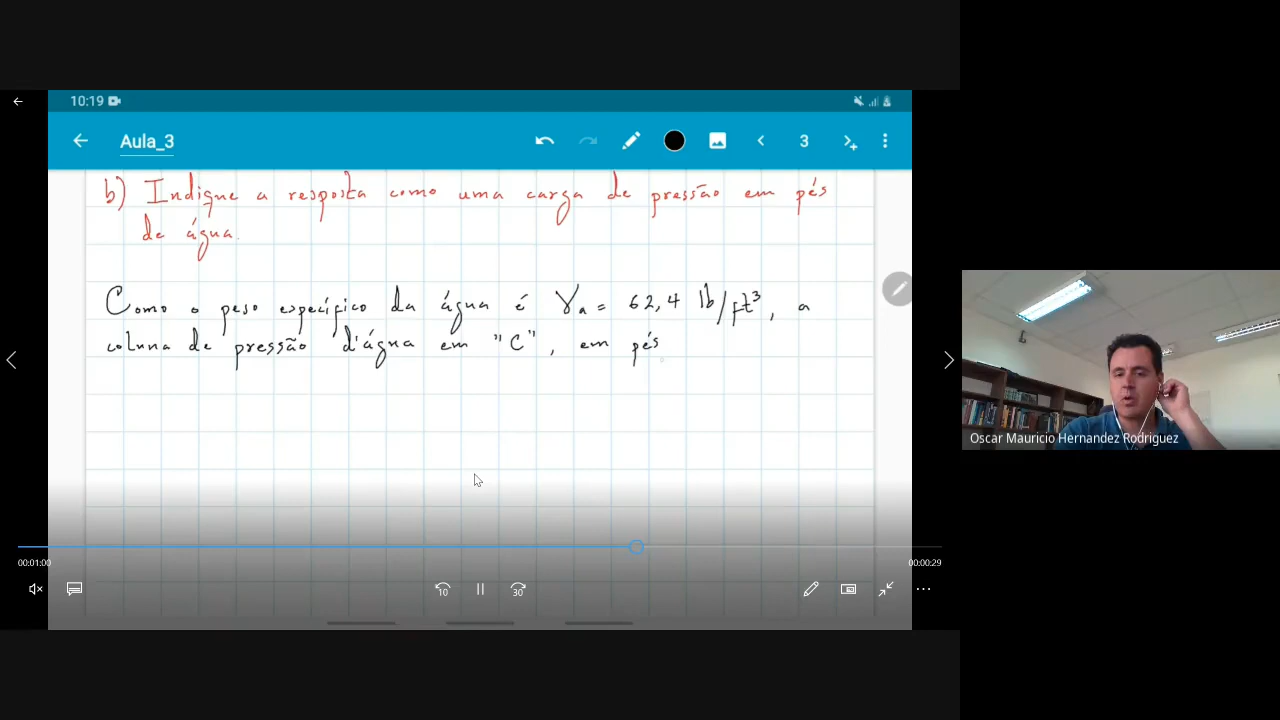 10:19
Aula_3
3
b) Indique a resposta como uma carga de pressão em pés
de água.
Como o peso específico da água é γa = 62,4 lb/ft³, a
coluna de pressão d'água em "C", em pés
Oscar Mauricio Hernandez Rodriguez
00:01:00
00:00:29
10
30